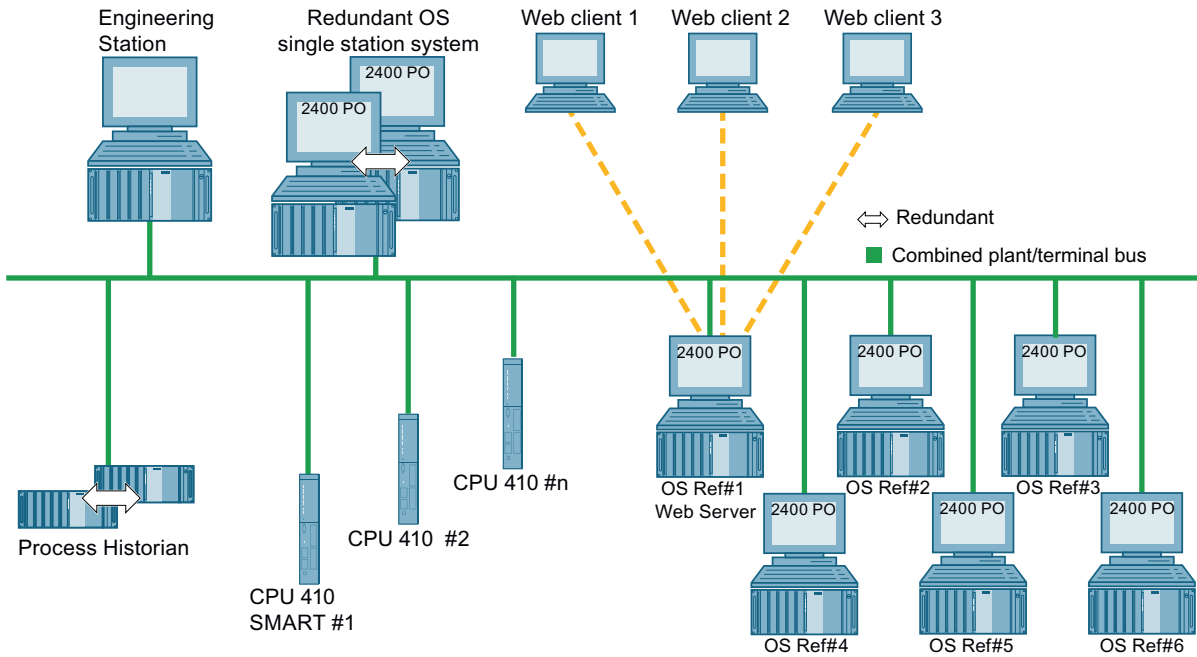 Engineering
Station
Redundant OS
single station system
Web client 1
Web client 2
Web client 3
2400 PO
2400 PO
Redundant
Combined plant/terminal bus
2400 PO
2400 PO
2400 PO
OS Ref#1
Web Server
OS Ref#2
OS Ref#3
CPU 410 #n
CPU 410 #2
CPU 410
SMART #1
Process Historian
2400 PO
2400 PO
2400 PO
OS Ref#4
OS Ref#5
OS Ref#6